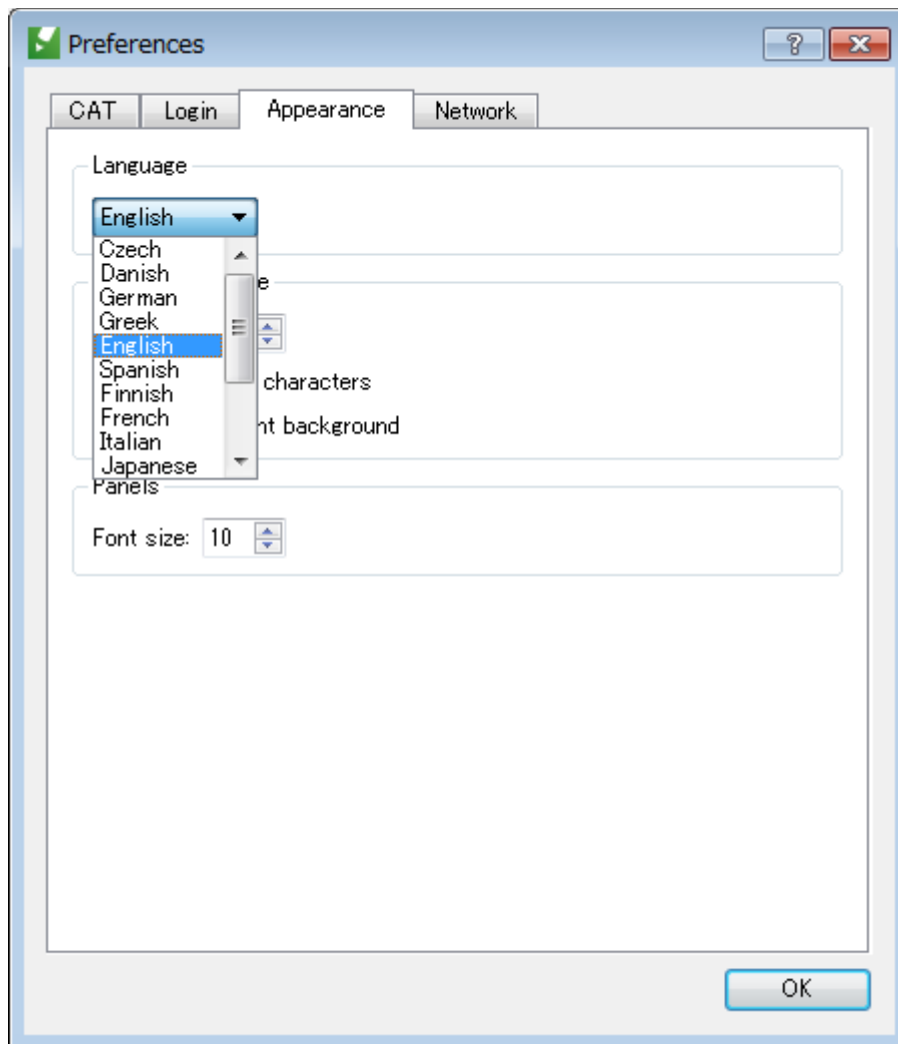 Preferences
CAT Login Appearance Network
Language
English
Czech
Danish
German
Greek
English
Spanish
Finnish
French
Italian
Japanese
characters
background
Panels
Font size: 10
OK